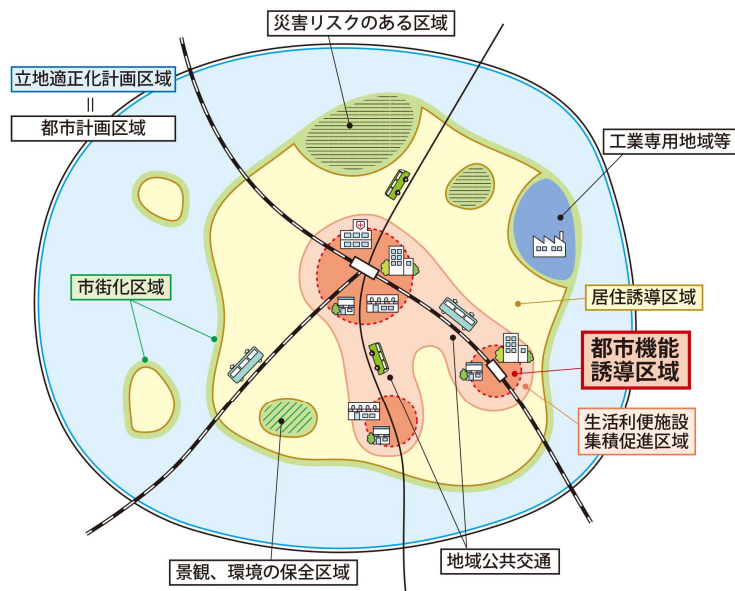 災害リスクのある区域
立地適正化計画区域
=
都市計画区域
工業専用地域等
市街化区域
居住誘導区域
都市機能
誘導区域
生活利便施設
集積促進区域
地域公共交通
景観、環境の保全区域